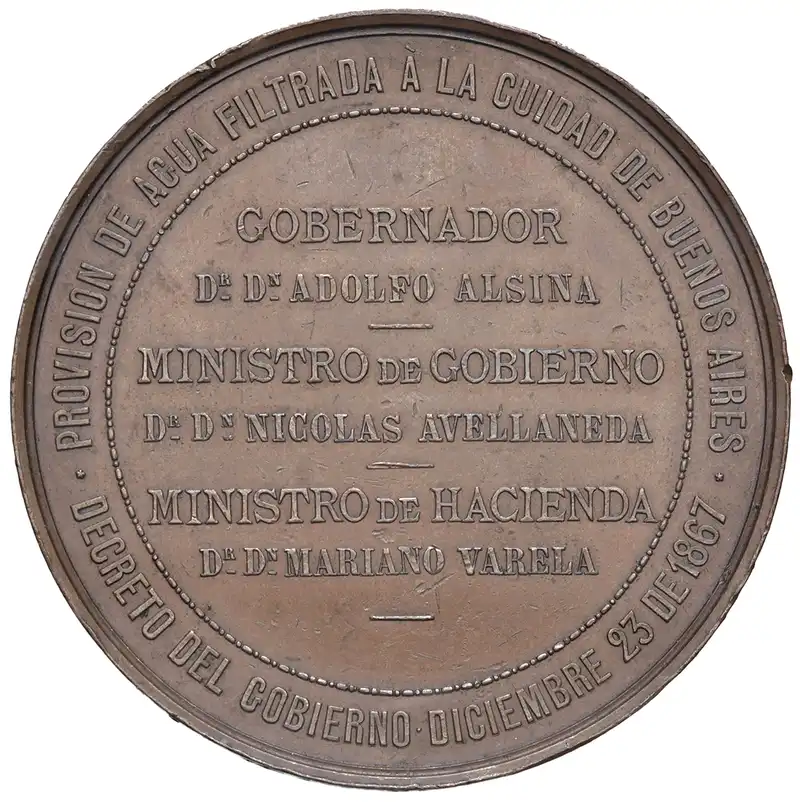 PROVISION DE AGUA FILTRADA À LA CUIDAD DE BUENOS AIRES
GOBERNADOR
DR. DN ADOLFO ALSINA
MINISTRO DE GOBIERNO
DR. DN NICOLAS AVELLANEDA
MINISTRO DE HACIENDA
DR. DN. MARIANO VARELA
· DECRETO DEL GOBIERNO · DICIEMBRE 23 DE 1867 ·